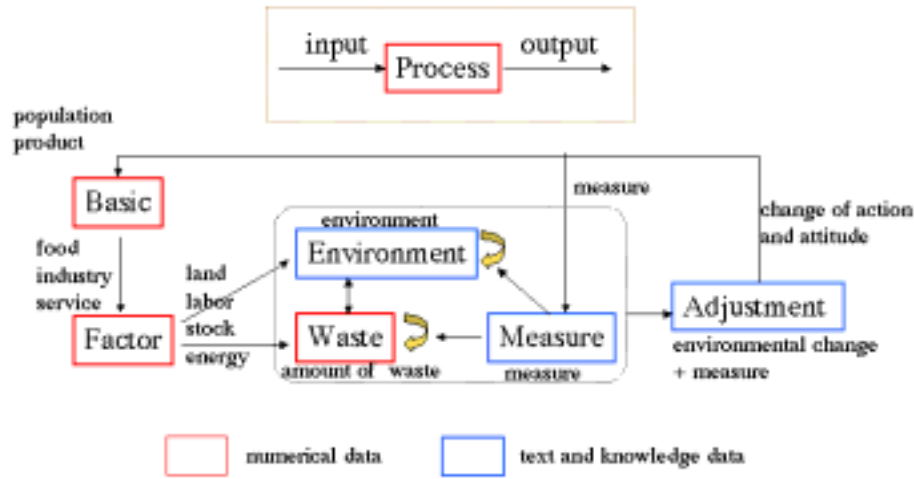 input
output
Process
population
product
measure
Basic
change of action
and attitude
environment
Environment
food
industry
service
land
labor
stock
energy
Factor
Waste
Measure
Adjustment
amount of waste
measure
environmental change
+ measure
numerical data
text and knowledge data